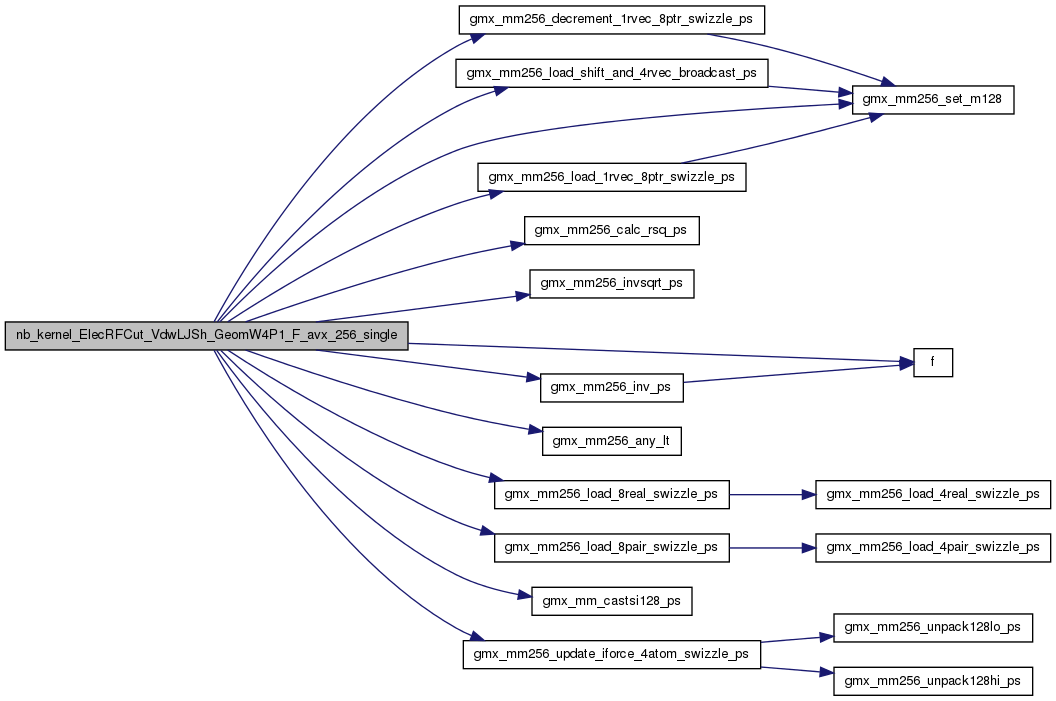 gmx_mm256_decrement_1rvec_8ptr_swizzle_ps
gmx_mm256_load_shift_and_4rvec_broadcast_ps
gmx_mm256_set_m128
gmx_mm256_load_1rvec_8ptr_swizzle_ps
gmx_mm256_calc_rsq_ps
gmx_mm256_invsqrt_ps
nb_kernel_ElecRFCut_VdwLJSh_GeomW4P1_F_avx_256_single
f
gmx_mm256_inv_ps
gmx_mm256_any_lt
gmx_mm256_load_8real_swizzle_ps
gmx_mm256_load_4real_swizzle_ps
gmx_mm256_load_8pair_swizzle_ps
gmx_mm256_load_4pair_swizzle_ps
gmx_mm_castsi128_ps
gmx_mm256_unpack128lo_ps
gmx_mm256_update_iforce_4atom_swizzle_ps
gmx_mm256_unpack128hi_ps